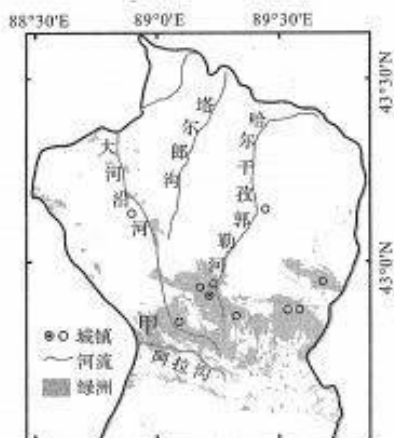 88°30'E 89°0'E 89°30'E
43°30'N
43°0'N
大河沿河
塔尔郎沟
哈尔干孜郭勒河
甲
阿拉沟
城镇
河流
绿洲